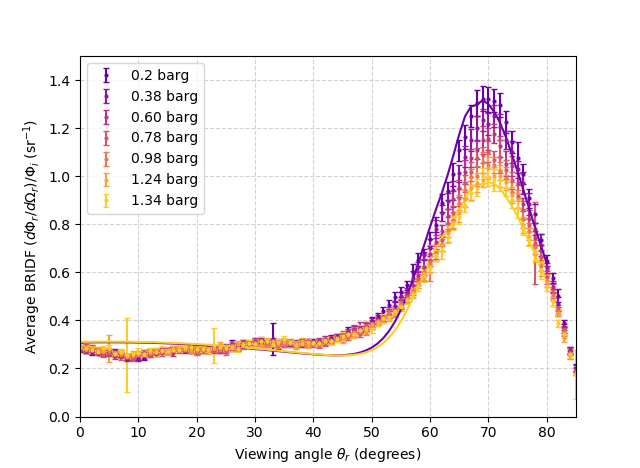 1.4
1.2
1.0
0.8
0.6
0.4
0.2
0.0
Average BRIDF (dΦr/dΩr)/Φi (sr⁻¹)
0.2 barg
0.38 barg
0.60 barg
0.78 barg
0.98 barg
1.24 barg
1.34 barg
0 10 20 30 40 50 60 70 80
Viewing angle θr (degrees)